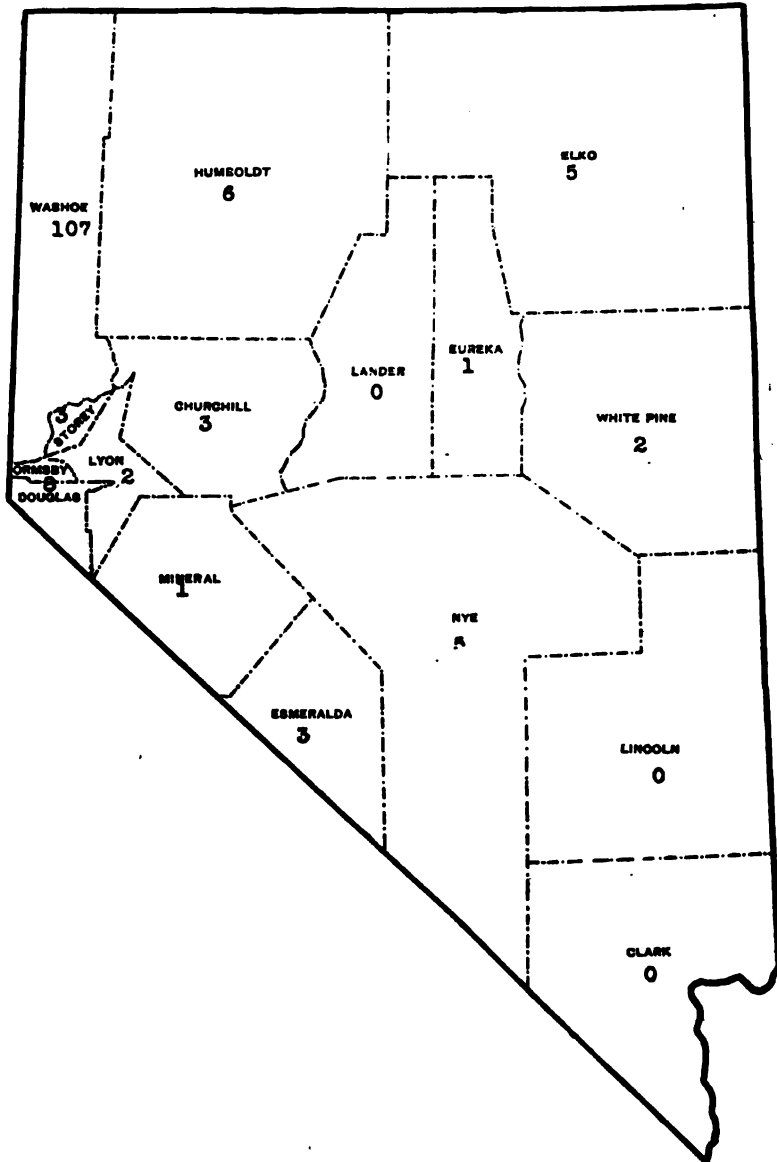 ELKO
5
HUMBOLDT
6
WASHOE
107
EUREKA
1
LANDER
0
CHURCHILL
3
WHITE PINE
2
3
STOREY
LYON
2
ORMSBY
DOUGLAS
MINERAL
1
NYE
ESMERALDA
3
LINCOLN
0
CLARK
0